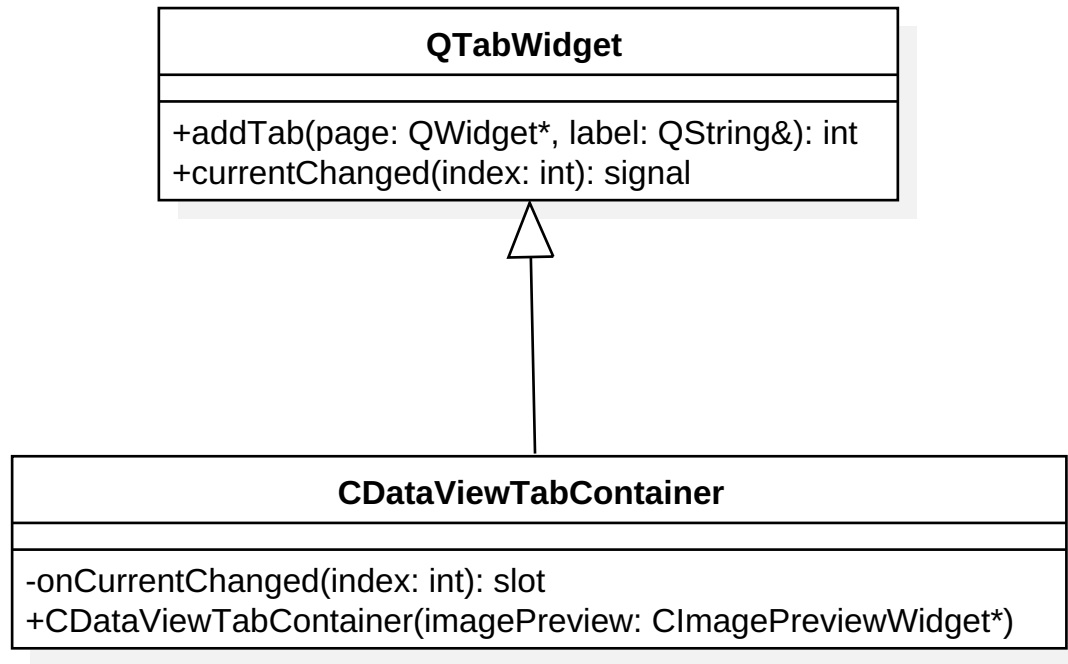 QTabWidget
+addTab(page: QWidget*, label: QString&): int
+currentChanged(index: int): signal
CDataViewTabContainer
-onCurrentChanged(index: int): slot
+CDataViewTabContainer(imagePreview: CImagePreviewWidget*)